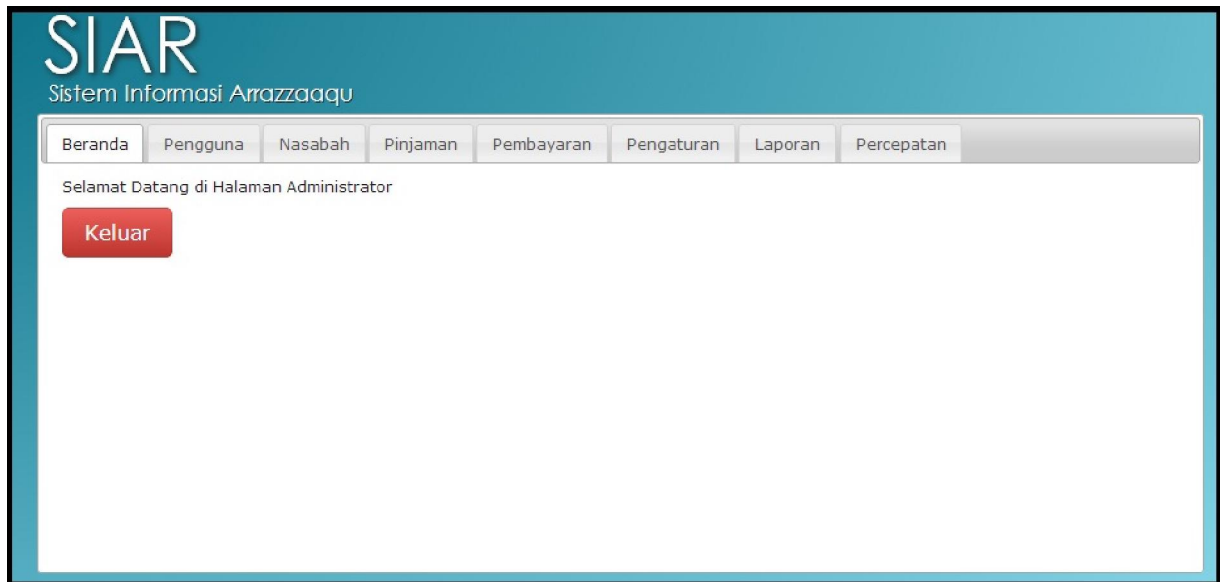 SIAR
Sistem Informasi Arrazzaaqu
Beranda Pengguna Nasabah Pinjaman Pembayaran Pengaturan Laporan Percepatan
Selamat Datang di Halaman Administrator
Keluar